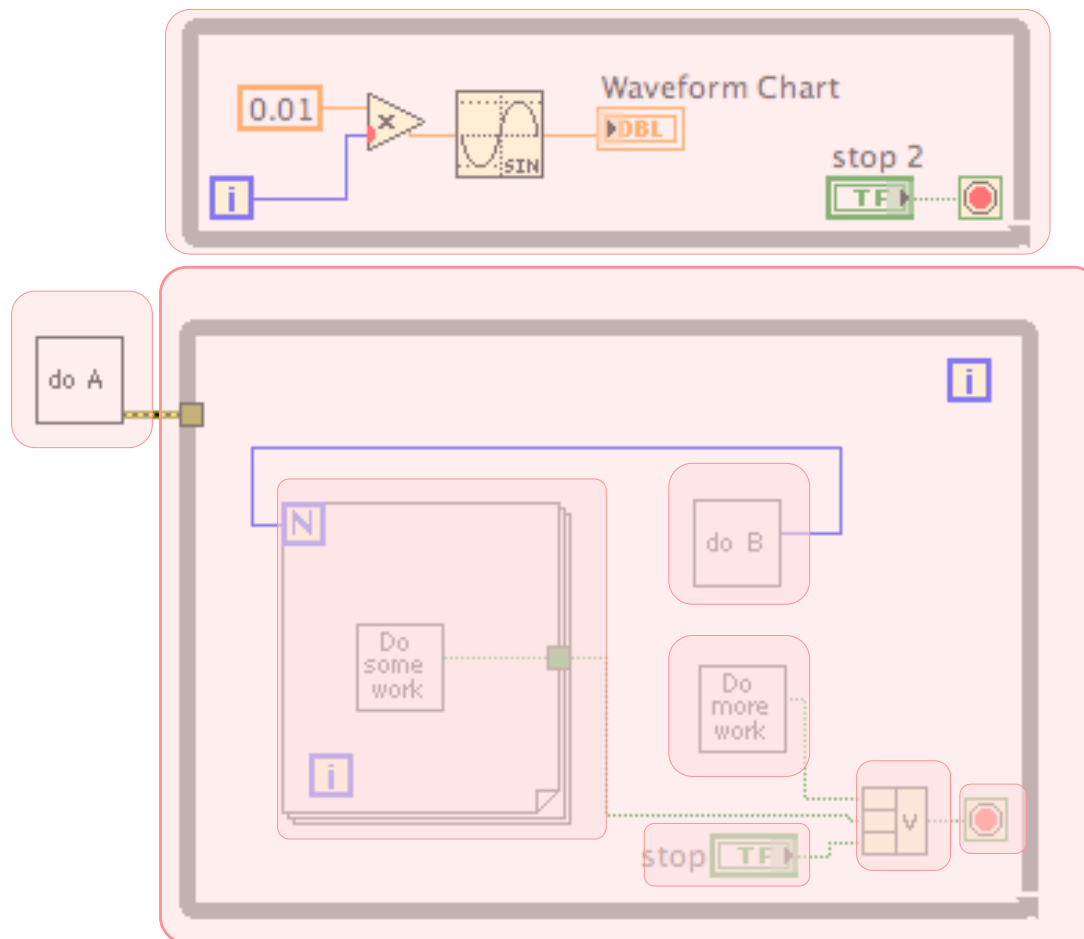 Waveform Chart
0.01
x
DBL
SIN
stop 2
i
TF
do A
i
N
do B
Do
some
work
Do
more
work
i
V
stop
TF